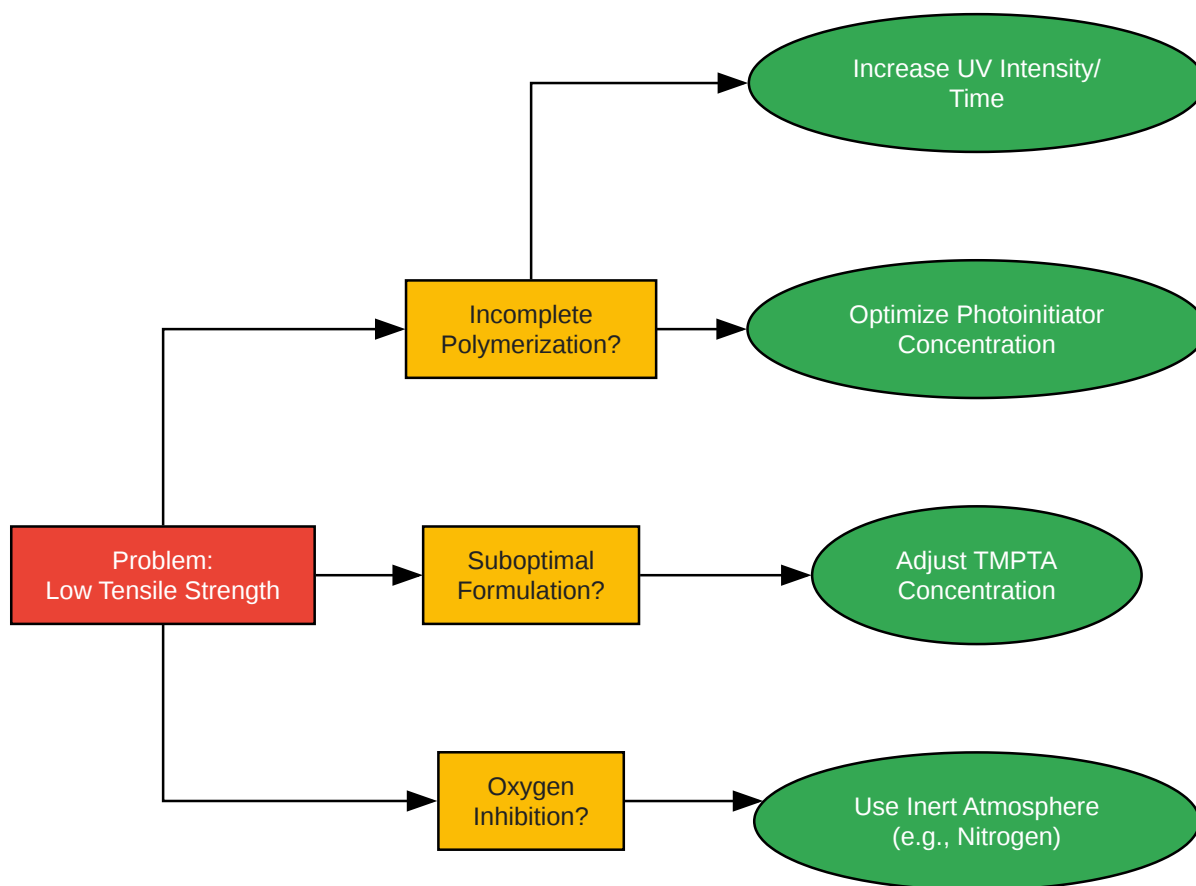 Increase UV Intensity/
Time
Incomplete
Polymerization?
Optimize Photoinitiator
Concentration
Problem:
Low Tensile Strength
Suboptimal
Formulation?
Adjust TMPTA
Concentration
Oxygen
Inhibition?
Use Inert Atmosphere
(e.g., Nitrogen)